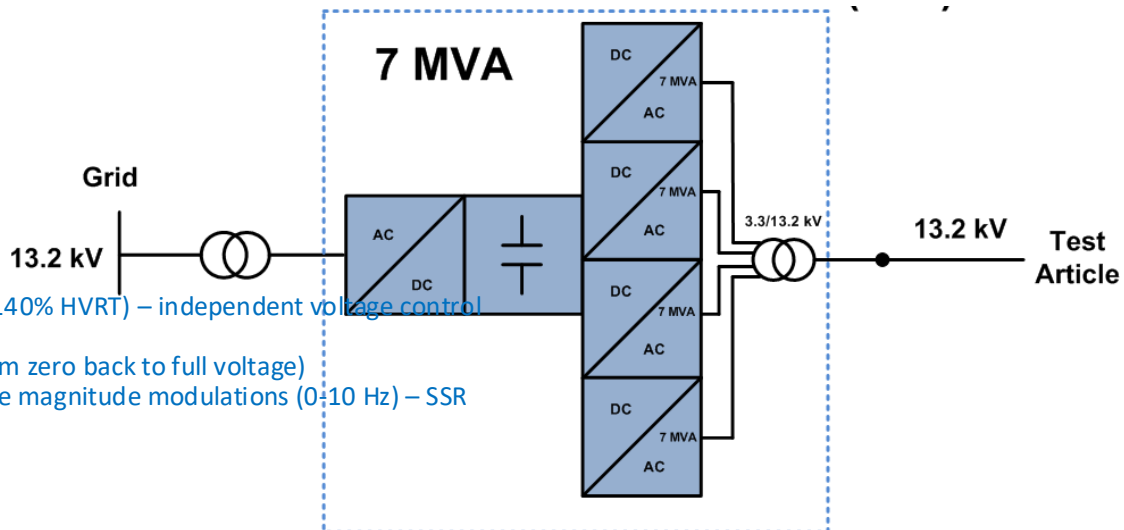 7 MVA
DC
7 MVA
AC
DC
7 MVA
AC
Grid
3.3/13.2 kV
13.2 kV
13.2 kV
Test
Article
AC
DC
DC
7 MVA
AC
40% HVRT) – independent voltage control
m zero back to full voltage)
e magnitude modulations (0-10 Hz) – SSR
DC
7 MVA
AC